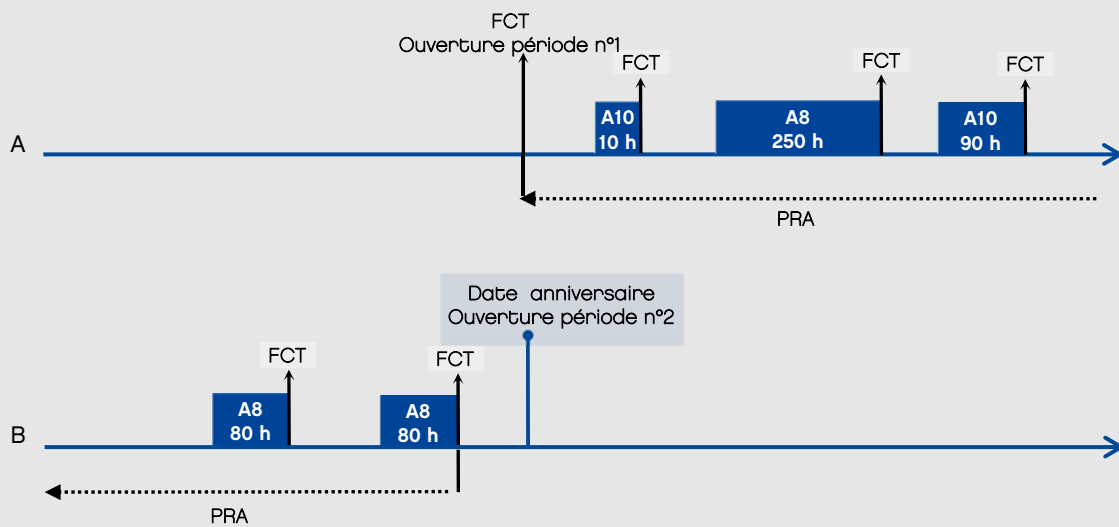 FCT
Ouverture période n°1
FCT
FCT
FCT
A10
10 h
A8
250 h
A10
90 h
A
PRA
Date anniversaire
Ouverture période n°2
FCT
FCT
A8
80 h
A8
80 h
B
PRA